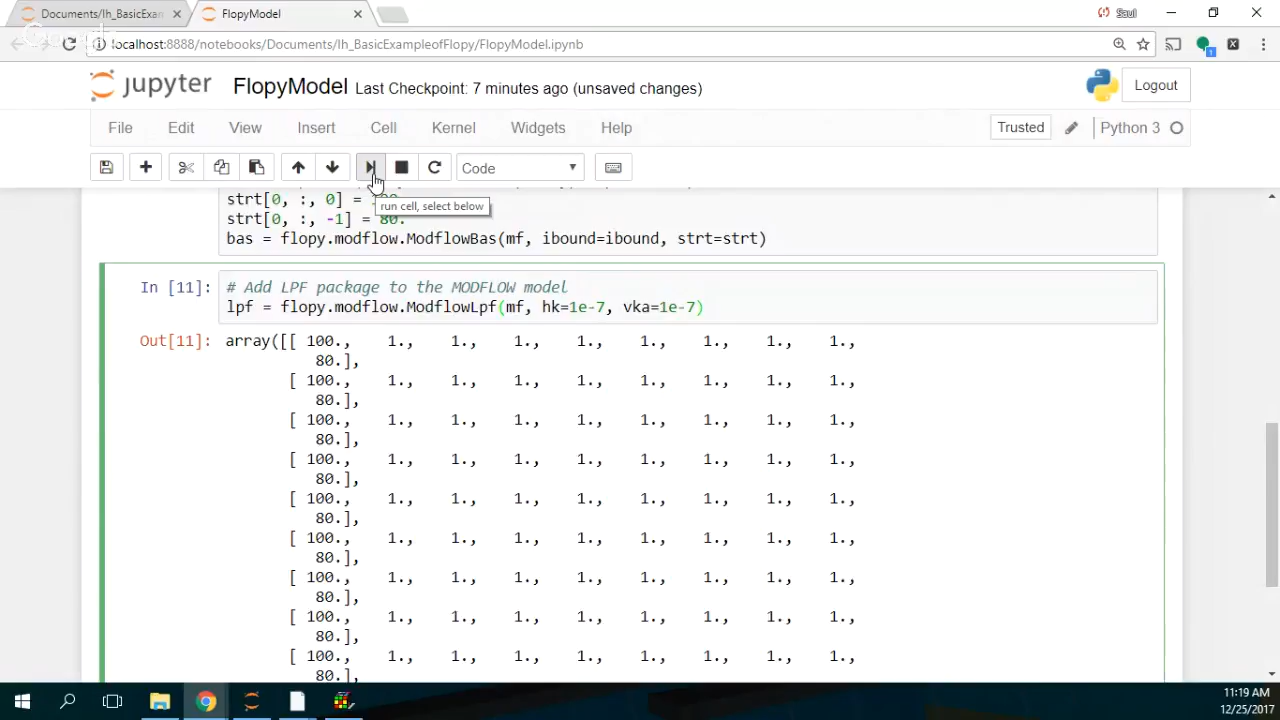 Documents/lh_BasicExan
FlopyModel
Saul
localhost:8888/notebooks/Documents/lh_BasicExampleofFlopy/FlopyModel.ipynb
1
jupyter FlopyModel Last Checkpoint: 7 minutes ago (unsaved changes)
Logout
File Edit View Insert Cell Kernel Widgets Help
Trusted
Python 3
Code
run cell, select below
strt[0, :, 0] =
strt[0, :, -1] = 80.
bas = flopy.modflow.ModflowBas(mf, ibound=ibound, strt=strt)
In [11]: # Add LPF package to the MODFLOW model
lpf = flopy.modflow.ModflowLpf(mf, hk=1e-7, vka=1e-7)
Out[11]: array([[ 100., 1., 1., 1., 1., 1., 1., 1., 1.,
80.],
[ 100., 1., 1., 1., 1., 1., 1., 1., 1.,
80.],
[ 100., 1., 1., 1., 1., 1., 1., 1., 1.,
80.],
[ 100., 1., 1., 1., 1., 1., 1., 1., 1.,
80.],
[ 100., 1., 1., 1., 1., 1., 1., 1., 1.,
80.],
[ 100., 1., 1., 1., 1., 1., 1., 1., 1.,
80.],
[ 100., 1., 1., 1., 1., 1., 1., 1., 1.,
80.],
[ 100., 1., 1., 1., 1., 1., 1., 1., 1.,
80.],
[ 100., 1., 1., 1., 1., 1., 1., 1., 1.,
80.],
11:19 AM
12/25/2017